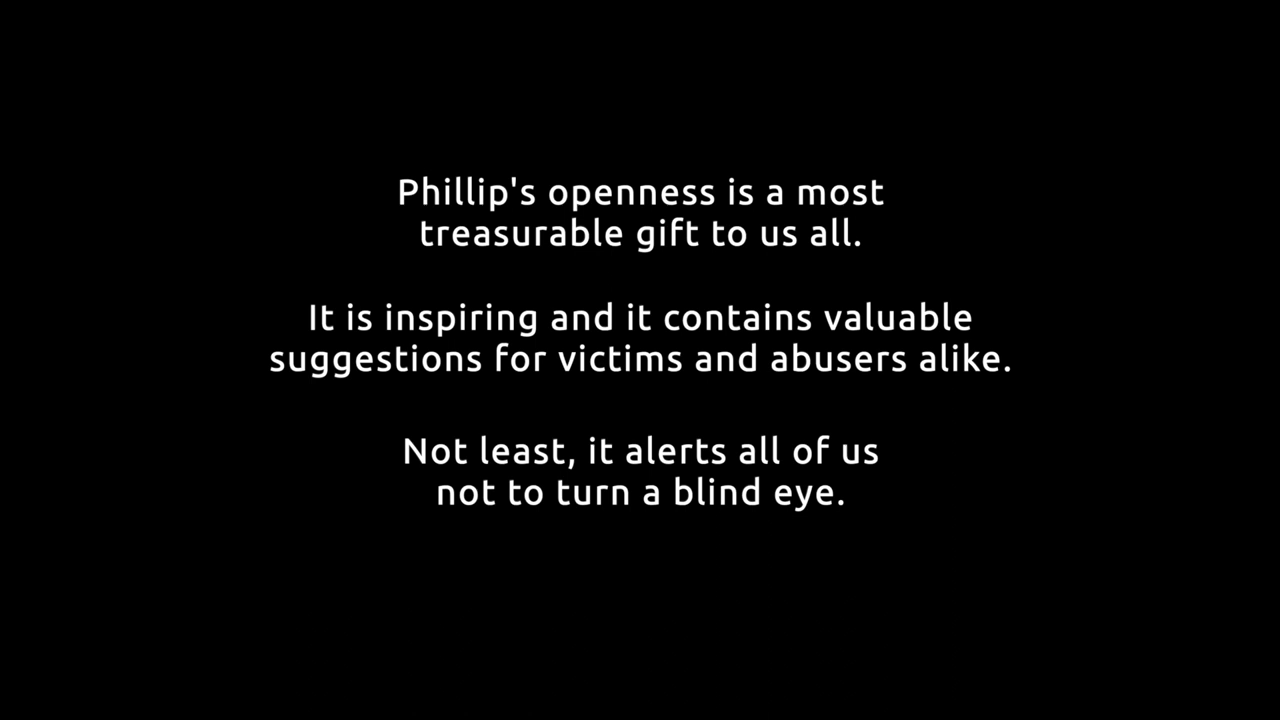 Phillip's openness is a most
treasurable gift to us all.
It is inspiring and it contains valuable
suggestions for victims and abusers alike.
Not least, it alerts all of us
not to turn a blind eye.